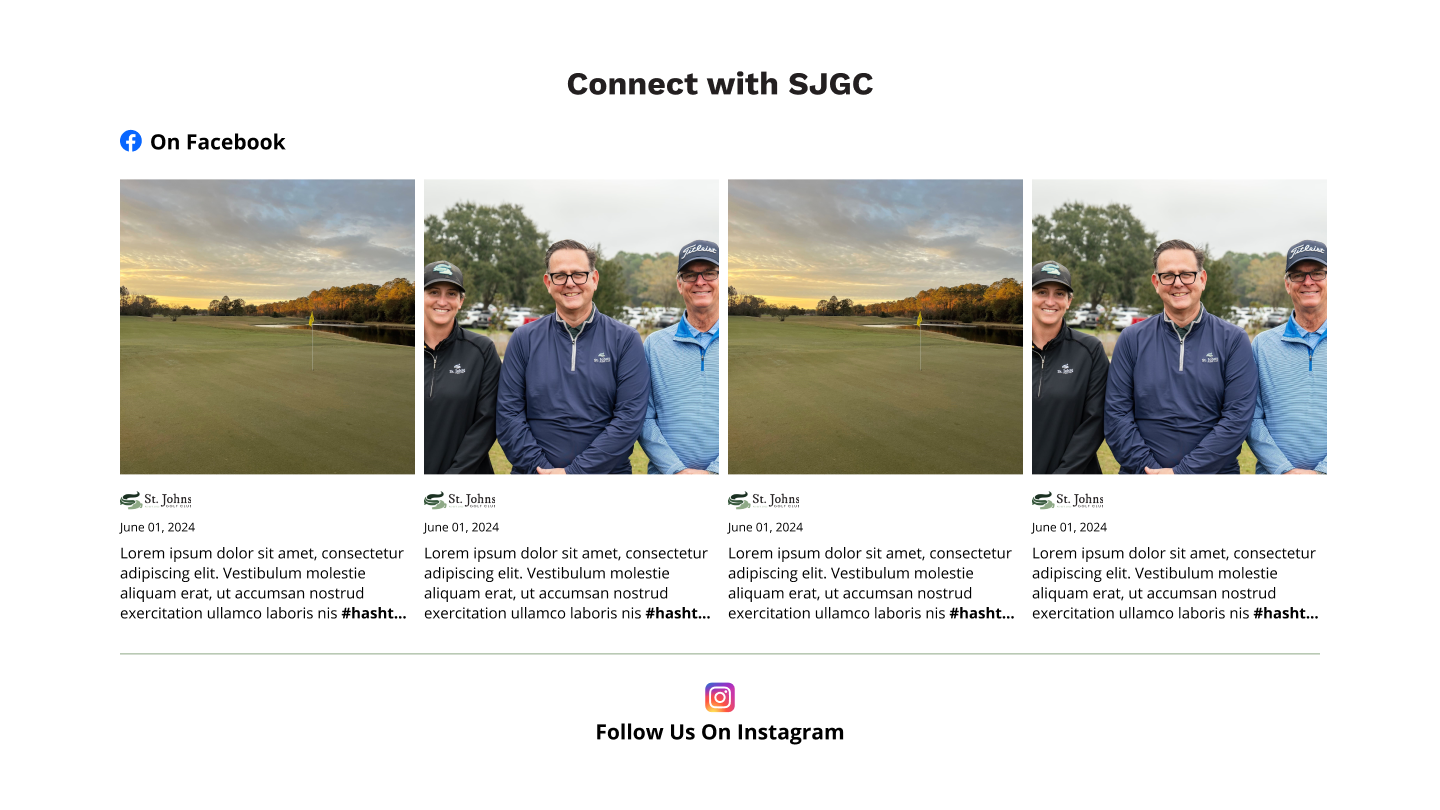 Connect with SJGC
On Facebook
Titleist
Titleist
St. Johns
GOLF CLUB
June 01, 2024
Lorem ipsum dolor sit amet, consectetur
adipiscing elit. Vestibulum molestie
aliquam erat, ut accumsan nostrud
exercitation ullamco laboris nis #hasht...
St. Johns
GOLF CLUB
June 01, 2024
Lorem ipsum dolor sit amet, consectetur
adipiscing elit. Vestibulum molestie
aliquam erat, ut accumsan nostrud
exercitation ullamco laboris nis #hasht...
St. Johns
GOLF CLUB
June 01, 2024
Lorem ipsum dolor sit amet, consectetur
adipiscing elit. Vestibulum molestie
aliquam erat, ut accumsan nostrud
exercitation ullamco laboris nis #hasht...
St. Johns
GOLF CLUB
June 01, 2024
Lorem ipsum dolor sit amet, consectetur
adipiscing elit. Vestibulum molestie
aliquam erat, ut accumsan nostrud
exercitation ullamco laboris nis #hasht...
Follow Us On Instagram